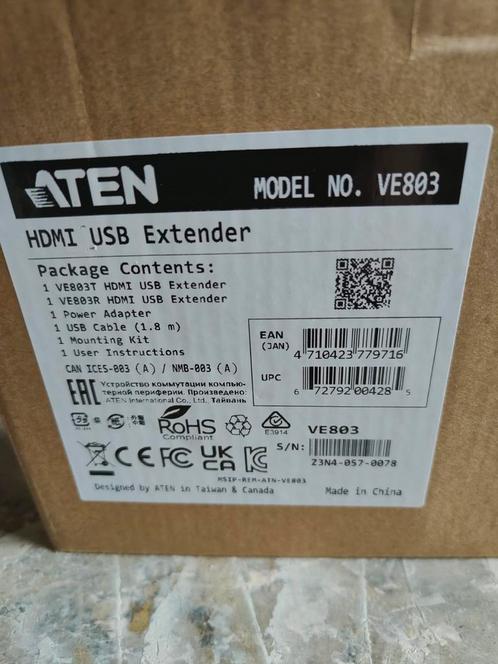 ATEN
MODEL NO. VE803
HDMI USB Extender
Package Contents:
1 VE803T HDMI USB Extender
1 VE803R HDMI USB Extender
1 Power Adapter
1 USB Cable (1.8 m)
1 Mounting Kit
1 User Instructions
EAN
(JAN)
4 710423 779716
UPC
6 72792 00428 5
CAN ICES-003 (A) / NMB-003 (A)
EAC
Устройство коммутации компью-
терной периферии. Произведено:
ATEN International Co., Ltd. Тайвань
RoHS
Compliant
E3914
VE803
S/N:
Z3N4-057-0078
CE FC UK CA
MSIP-REM-ATN-VE803
Designed by ATEN in Taiwan & Canada
Made in China